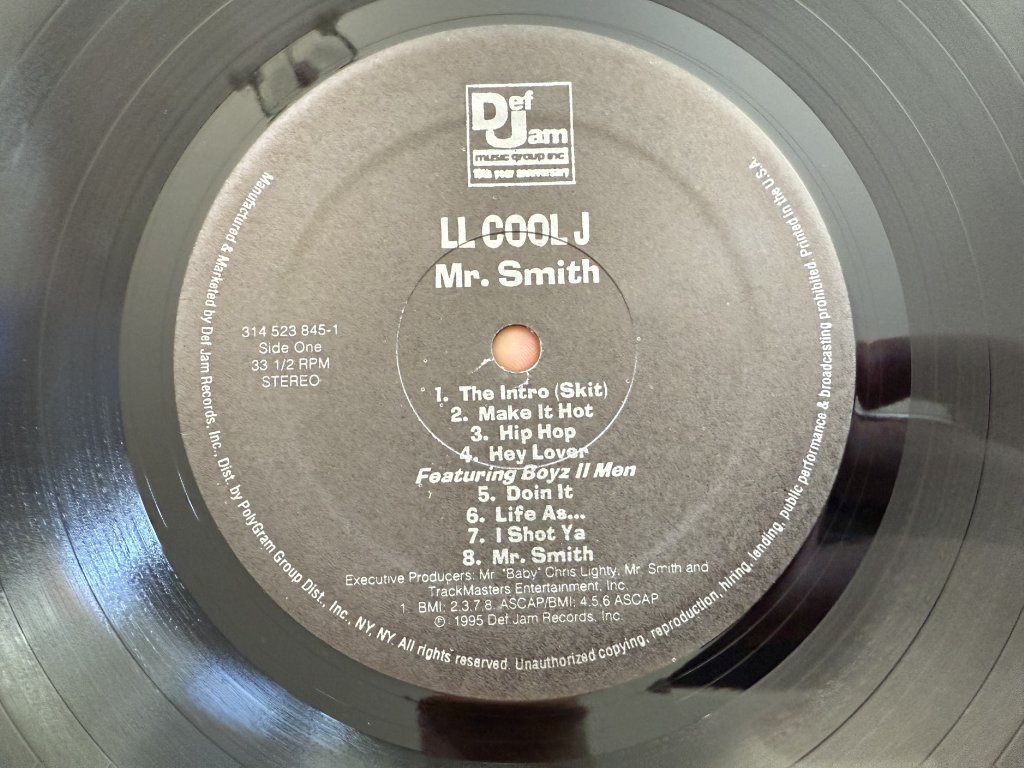 Def Jam
music group inc
10th year anniversary
LL COOL J
Mr. Smith
314 523 845-1
Side One
33 1/2 RPM
STEREO
1. The Intro (Skit)
2. Make It Hot
3. Hip Hop
4. Hey Lover
Featuring Boyz II Men
5. Doin It
6. Life As...
7. I Shot Ya
8. Mr. Smith
Executive Producers: Mr. "Baby" Chris Lighty, Mr. Smith and
TrackMasters Entertainment, Inc.
1 BMI: 2.3.7.8. ASCAP/BMI: 4.5.6 ASCAP
℗ 1995 Def Jam Records, Inc.
Manufactured & Marketed by Def Jam Records, Inc., Dist. by PolyGram Group Dist., Inc., NY, NY. All rights reserved. Unauthorized copying, reproduction, hiring, lending, public performance & broadcasting prohibited. Printed in the U.S.A.